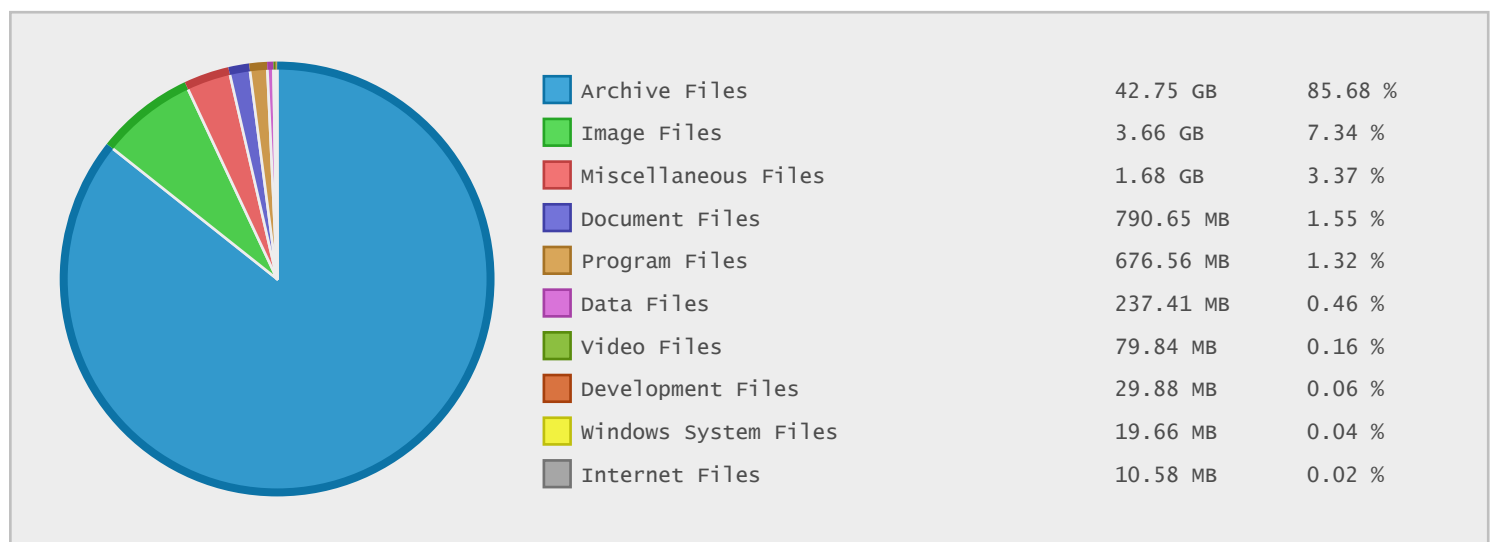 Archive Files 42.75 GB 85.68 %
Image Files 3.66 GB 7.34 %
Miscellaneous Files 1.68 GB 3.37 %
Document Files 790.65 MB 1.55 %
Program Files 676.56 MB 1.32 %
Data Files 237.41 MB 0.46 %
Video Files 79.84 MB 0.16 %
Development Files 29.88 MB 0.06 %
Windows System Files 19.66 MB 0.04 %
Internet Files 10.58 MB 0.02 %